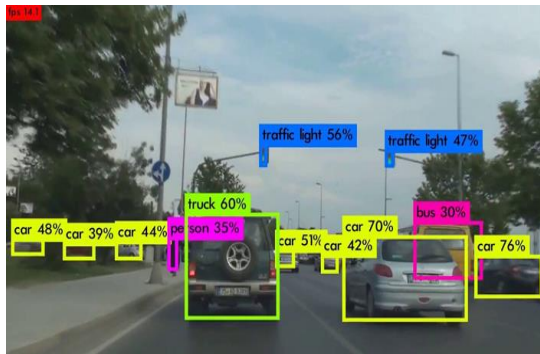 fps 14.1
traffic light 56%
traffic light 47%
truck 60%
bus 30%
car 48%
car 39%
car 44%
person 35%
car 51%
car 42%
car 70%
car 76%